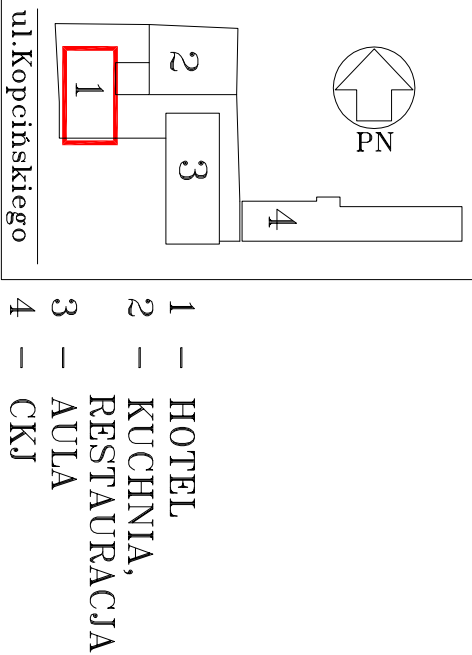 ul.Kopcińskiego
1
2
3
4
PN
1 - HOTEL
2 - KUCHNIA,
RESTAURACJA
3 - AULA
4 - CKJ